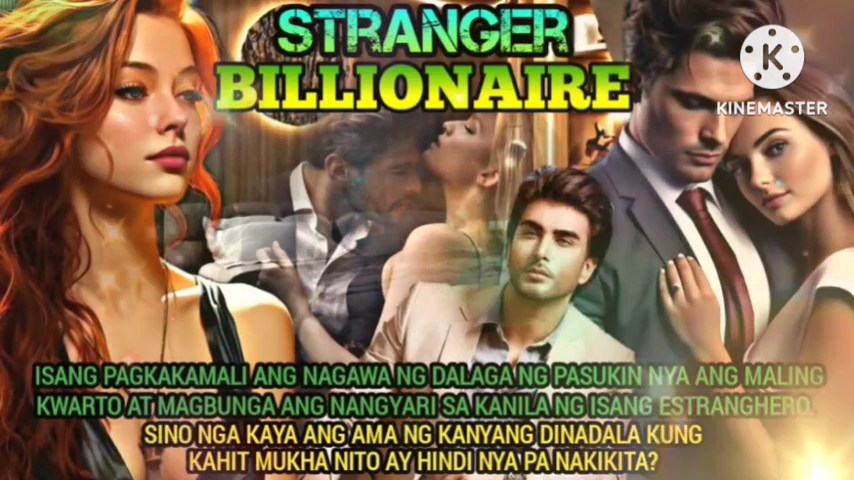 STRANGER
BILLIONAIRE
K
KINEMASTER
ISANG PAGKAKAMALI ANG NAGAWA NG DALAGA NG PASUKIN NYA ANG MALING
KWARTO AT MAGBUNGA ANG NANGYARI SA KANILA NG ISANG ESTRANGHERO.
SINO NGA KAYA ANG AMA NG KANYANG DINADALA KUNG
KAHIT MUKHA NITO AY HINDI NYA PA NAKIKITA?